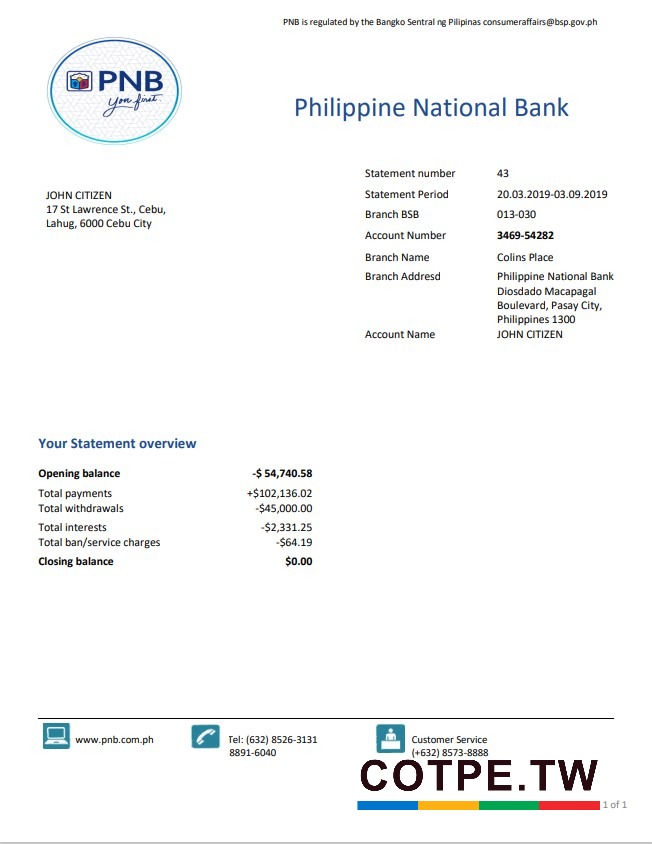 PNB is regulated by the Bangko Sentral ng Pilipinas consumeraffairs@bsp.gov.ph
PNB
You first.
Philippine National Bank
JOHN CITIZEN
17 St Lawrence St., Cebu,
Lahug, 6000 Cebu City
Statement number 43
Statement Period 20.03.2019-03.09.2019
Branch BSB 013-030
Account Number 3469-54282
Branch Name Colins Place
Branch Addresd Philippine National Bank
Diosdado Macapagal
Boulevard, Pasay City,
Philippines 1300
Account Name JOHN CITIZEN
Your Statement overview
Opening balance -$ 54,740.58
Total payments +$102,136.02
Total withdrawals -$45,000.00
Total interests -$2,331.25
Total ban/service charges -$64.19
Closing balance $0.00
www.pnb.com.ph
Tel: (632) 8526-3131
8891-6040
Customer Service
(+632) 8573-8888
COTPE.TW
1 of 1